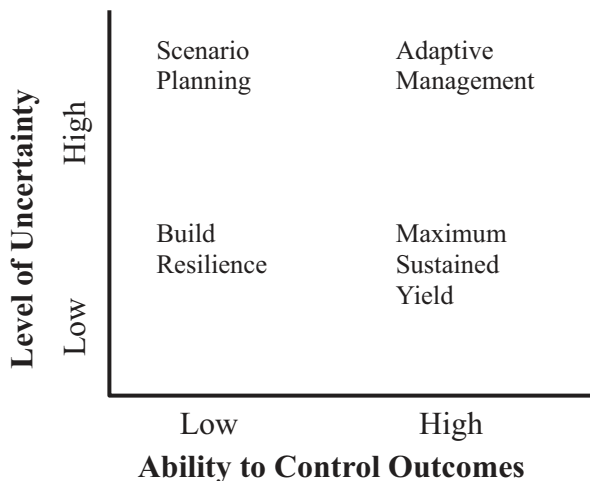 Level of Uncertainty
High
Low
Scenario
Planning
Adaptive
Management
Build
Resilience
Maximum
Sustained
Yield
Low
High
Ability to Control Outcomes